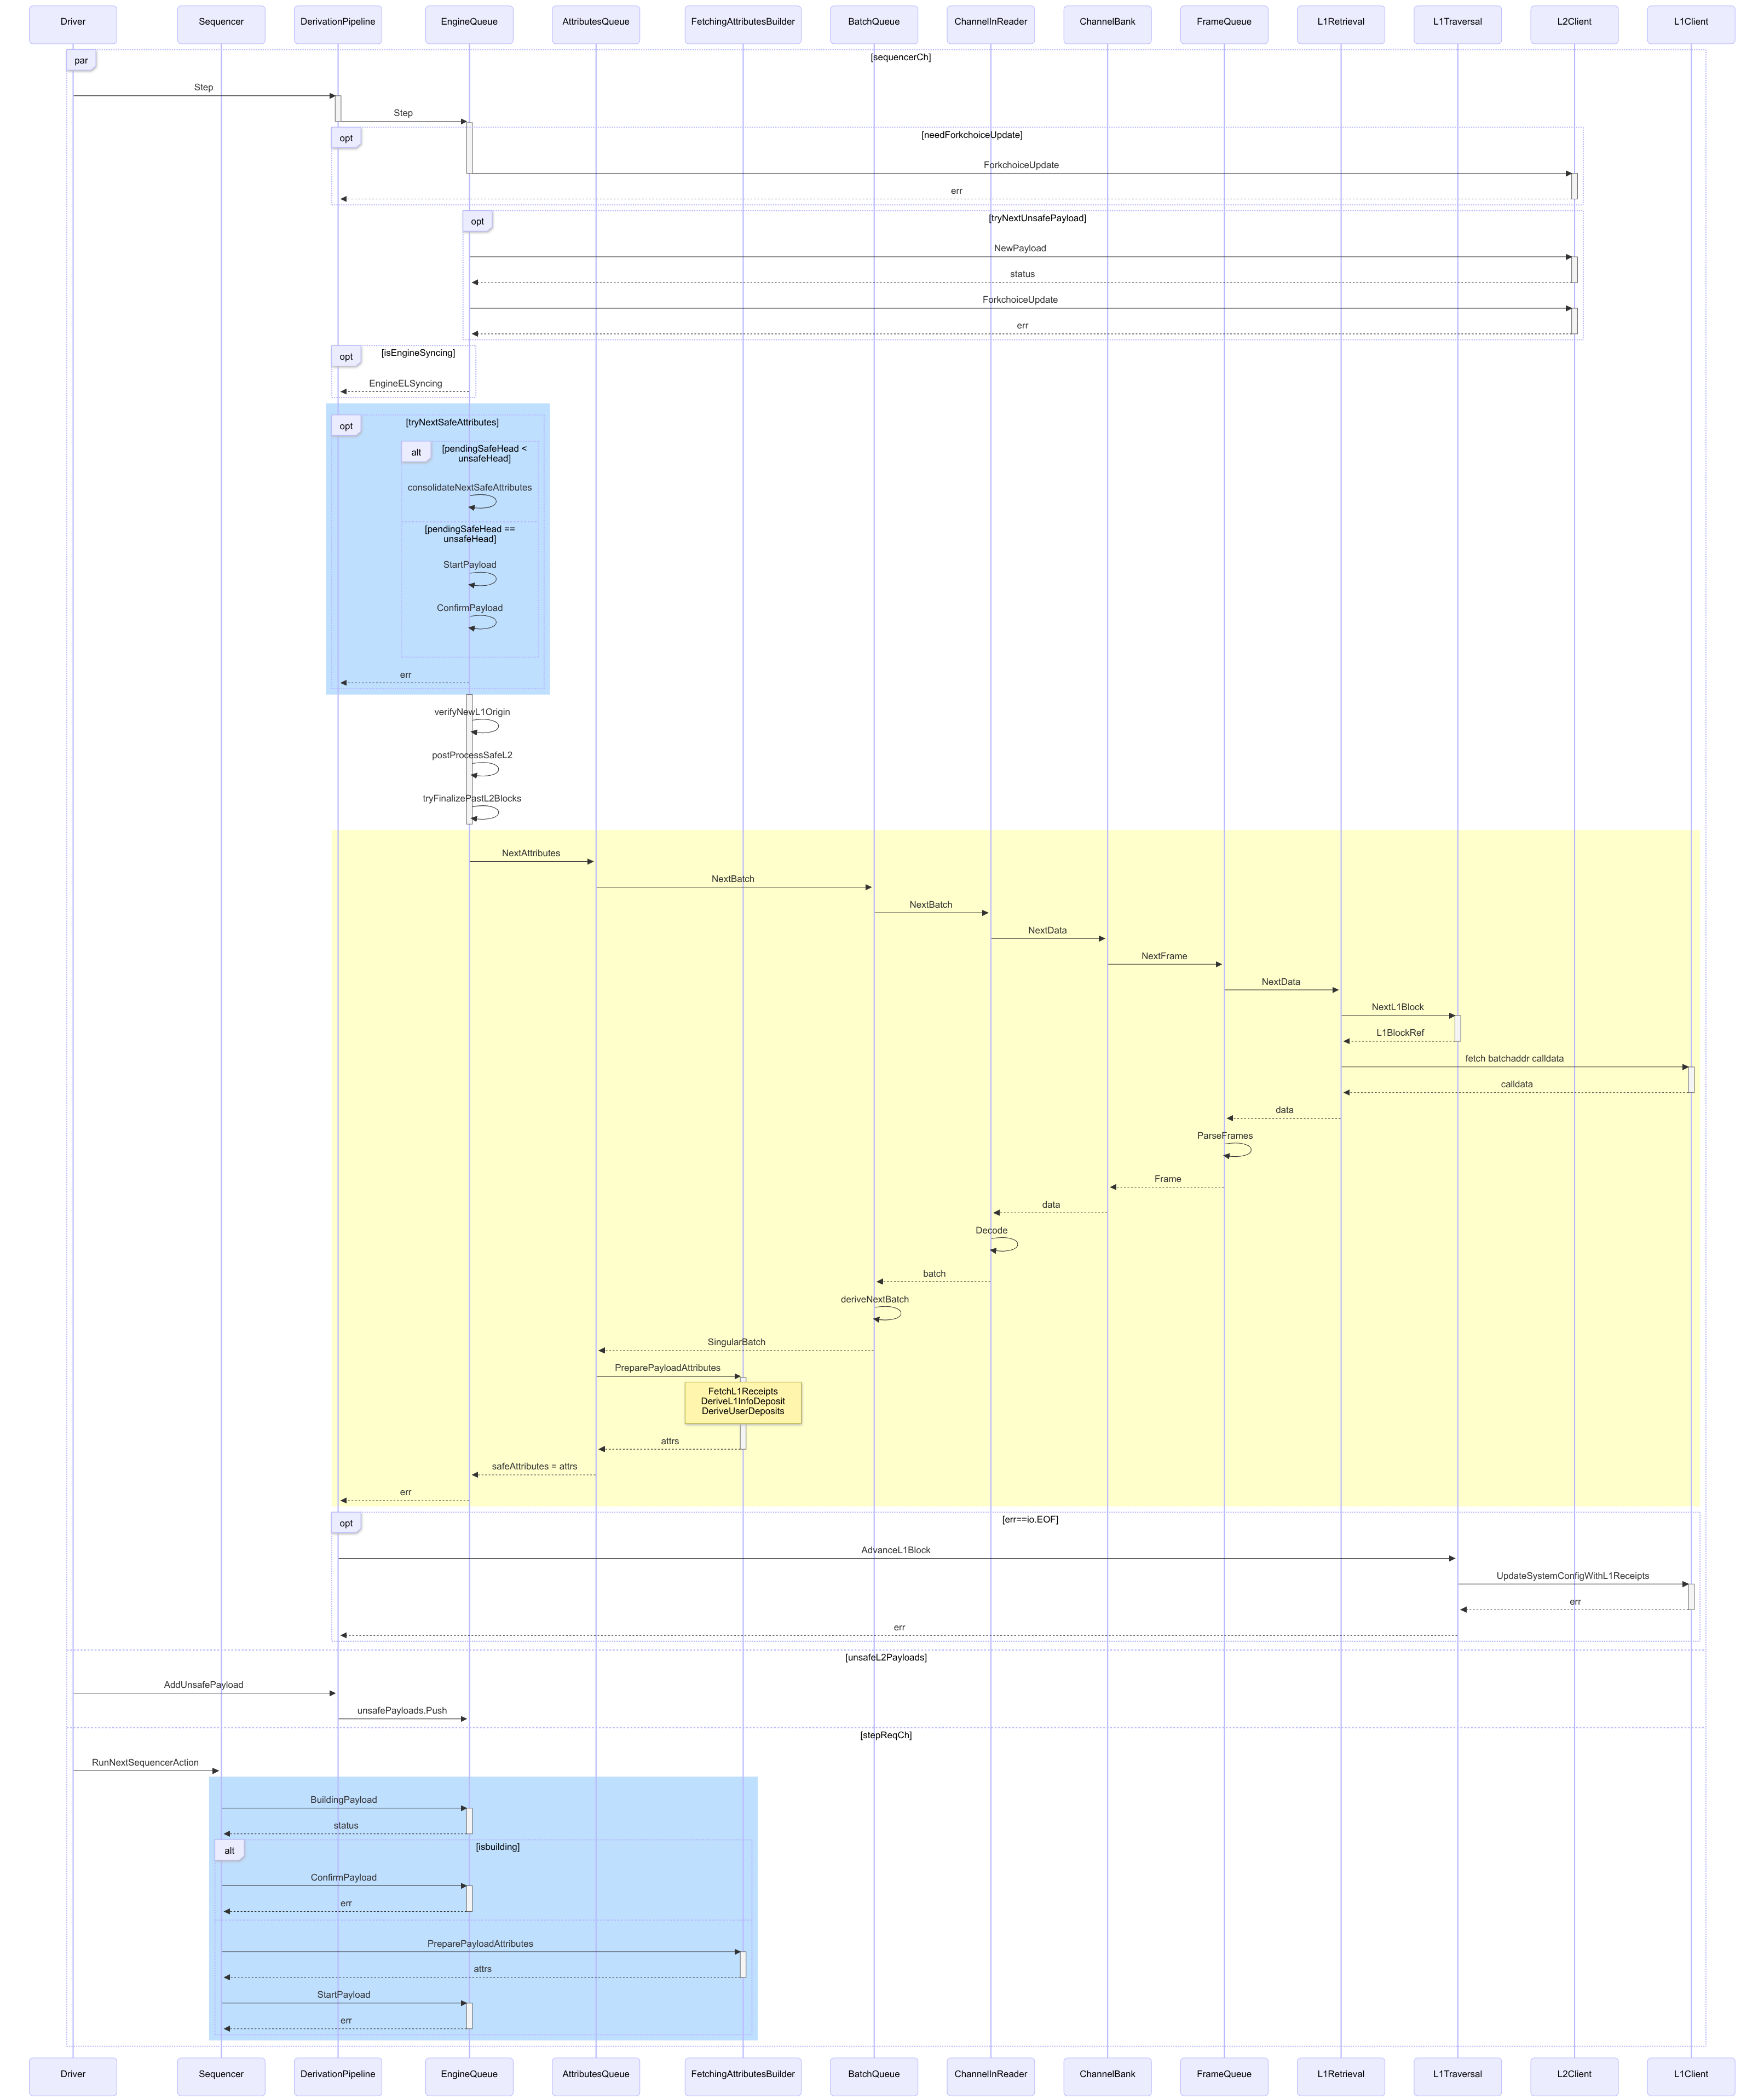 Driver
Sequencer
DerivationPipeline
EngineQueue
AttributesQueue
FetchingAttributesBuilder
BatchQueue
ChannelInReader
ChannelBank
FrameQueue
L1Retrieval
L1Traversal
L2Client
L1Client
par
[sequencerCh]
Step
Step
opt
[needForkchoiceUpdate]
ForkchoiceUpdate
err
opt
[tryNextUnsafePayload]
NewPayload
status
ForkchoiceUpdate
err
opt
[isEngineSyncing]
EngineELSyncing
opt
[tryNextSafeAttributes]
alt
[pendingSafeHead <
unsafeHead]
consolidateNextSafeAttributes
[pendingSafeHead ==
unsafeHead]
StartPayload
ConfirmPayload
err
verifyNewL1Origin
postProcessSafeL2
tryFinalizePastL2Blocks
NextAttributes
NextBatch
NextBatch
NextData
NextFrame
NextData
NextL1Block
L1BlockRef
fetch batchaddr calldata
calldata
data
ParseFrames
Frame
data
Decode
batch
deriveNextBatch
SingularBatch
PreparePayloadAttributes
FetchL1Receipts
DeriveL1InfoDeposit
DeriveUserDeposits
attrs
safeAttributes = attrs
err
opt
[err==io.EOF]
AdvanceL1Block
UpdateSystemConfigWithL1Receipts
err
err
[unsafeL2Payloads]
AddUnsafePayload
unsafePayloads.Push
[stepReqCh]
RunNextSequencerAction
BuildingPayload
status
alt
[isbuilding]
ConfirmPayload
err
PreparePayloadAttributes
attrs
StartPayload
err
Driver
Sequencer
DerivationPipeline
EngineQueue
AttributesQueue
FetchingAttributesBuilder
BatchQueue
ChannelInReader
ChannelBank
FrameQueue
L1Retrieval
L1Traversal
L2Client
L1Client